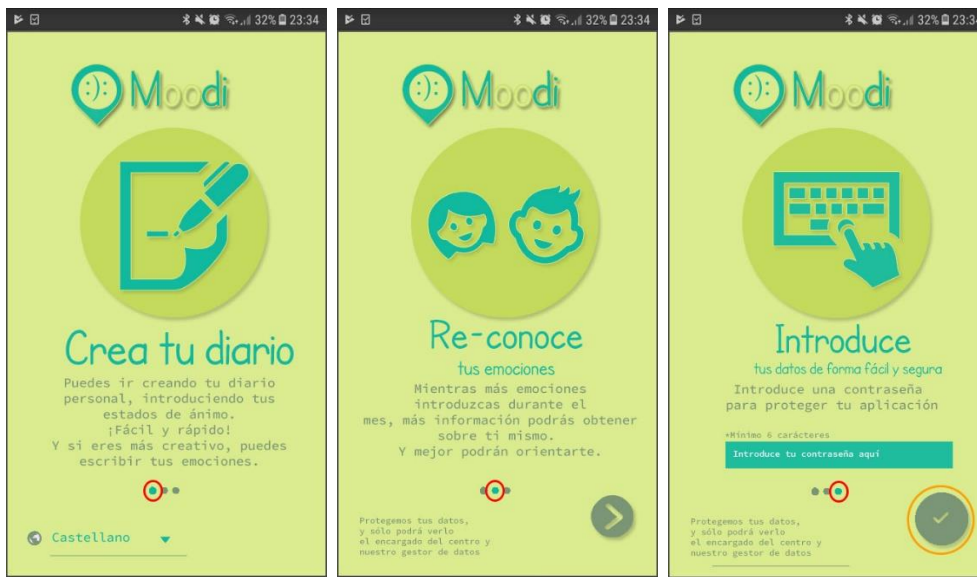 32% 23:34
Moodi
Crea tu diario
Puedes ir creando tu diario
personal, introduciendo tus
estados de ánimo.
¡Fácil y rápido!
Y si eres más creativo, puedes
escribir tus emociones.
Castellano
32% 23:34
Moodi
Re-conoce
tus emociones
Mientras más emociones
introduzcas durante el
mes, más información podrás obtener
sobre ti mismo.
Y mejor podrán orientarte.
Protegemos tus datos,
y sólo podrá verlo
el encargado del centro y
nuestro gestor de datos
32% 23:34
Moodi
Introduce
tus datos de forma fácil y segura
Introduce una contraseña
para proteger tu aplicación
*Mínimo 6 carácteres
Introduce tu contraseña aquí
Protegemos tus datos,
y sólo podrá verlo
el encargado del centro y
nuestro gestor de datos